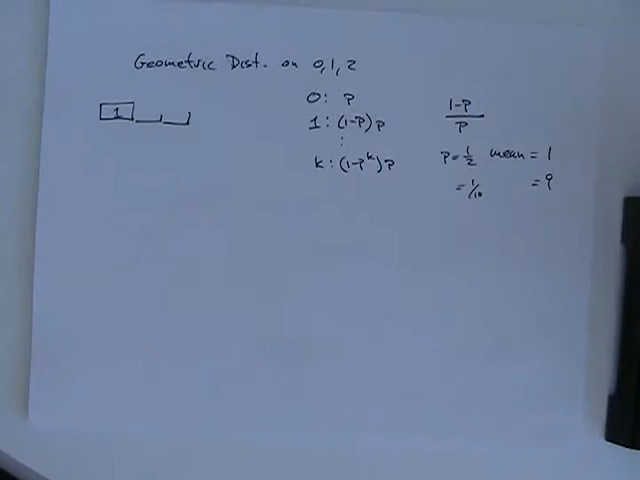 Geometric Dist. on 0,1,2
1
0: p
1: (1-p)p
:
k: (1-p^k)p
1-p
p
p=1/2 mean = 1
=1/10 = 9